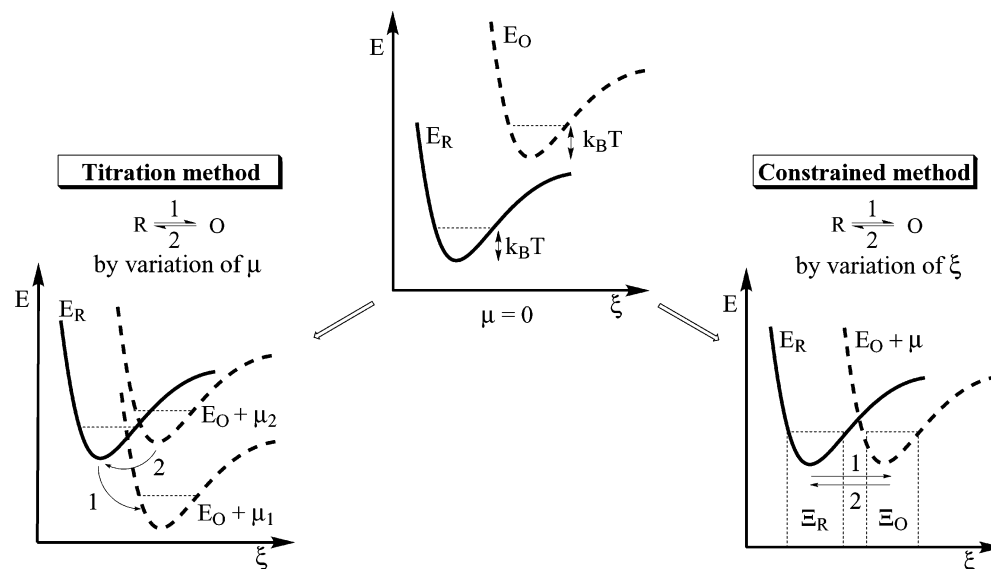 E
E_O
k_BT
E_R
k_BT
ξ
μ = 0
Titration method
R 1 2 O
by variation of μ
E
E_R
E_O + μ_2
2
1
E_O + μ_1
ξ
Constrained method
R 1 2 O
by variation of ξ
E
E_R
E_O + μ
1
2
Ξ_R
Ξ_O
ξ